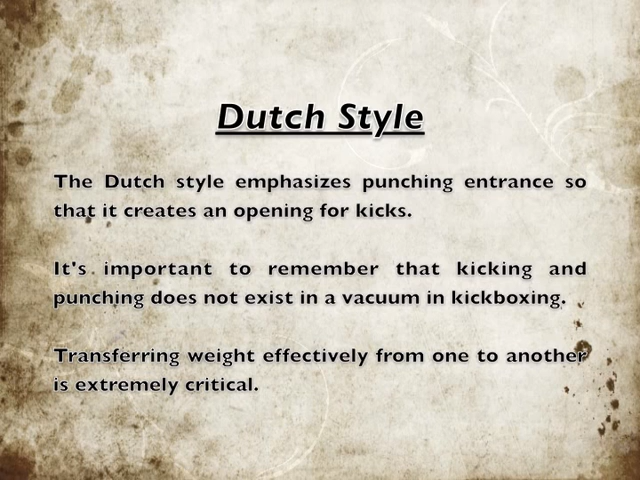 Dutch Style
The Dutch style emphasizes punching entrance so
that it creates an opening for kicks.
It's important to remember that kicking and
punching does not exist in a vacuum in kickboxing.
Transferring weight effectively from one to another
is extremely critical.